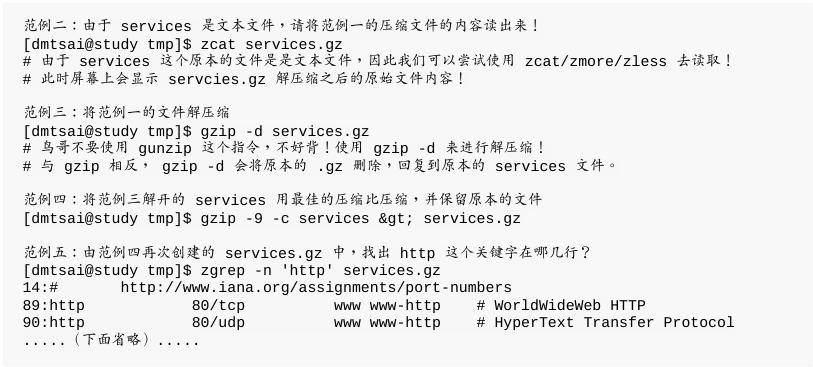 范例二：由于 services 是文本文件，请将范例一的压缩文件的内容读出来！
[dmtsai@study tmp]$ zcat services.gz
# 由于 services 这个原本的文件是是文本文件，因此我们可以尝试使用 zcat/zmore/zless 去读取！
# 此时屏幕上会显示 servcies.gz 解压缩之后的原始文件内容！

范例三：将范例一的文件解压缩
[dmtsai@study tmp]$ gzip -d services.gz
# 鸟哥不要使用 gunzip 这个指令，不好背！使用 gzip -d 来进行解压缩！
# 与 gzip 相反， gzip -d 会将原本的 .gz 删除，回复到原本的 services 文件。

范例四：将范例三解开的 services 用最佳的压缩比压缩，并保留原本的文件
[dmtsai@study tmp]$ gzip -9 -c services &gt; services.gz

范例五：由范例四再次创建的 services.gz 中，找出 http 这个关键字在哪几行？
[dmtsai@study tmp]$ zgrep -n 'http' services.gz
14:#       http://www.iana.org/assignments/port-numbers
89:http            80/tcp          www www-http    # WorldWideWeb HTTP
90:http            80/udp          www www-http    # HyperText Transfer Protocol
.....（下面省略）.....